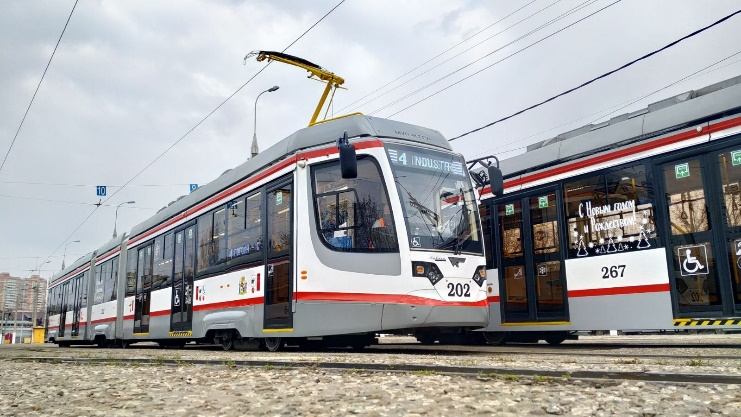 10
4 INDUSTR
202
С Новым годом
и
Рождеством
267